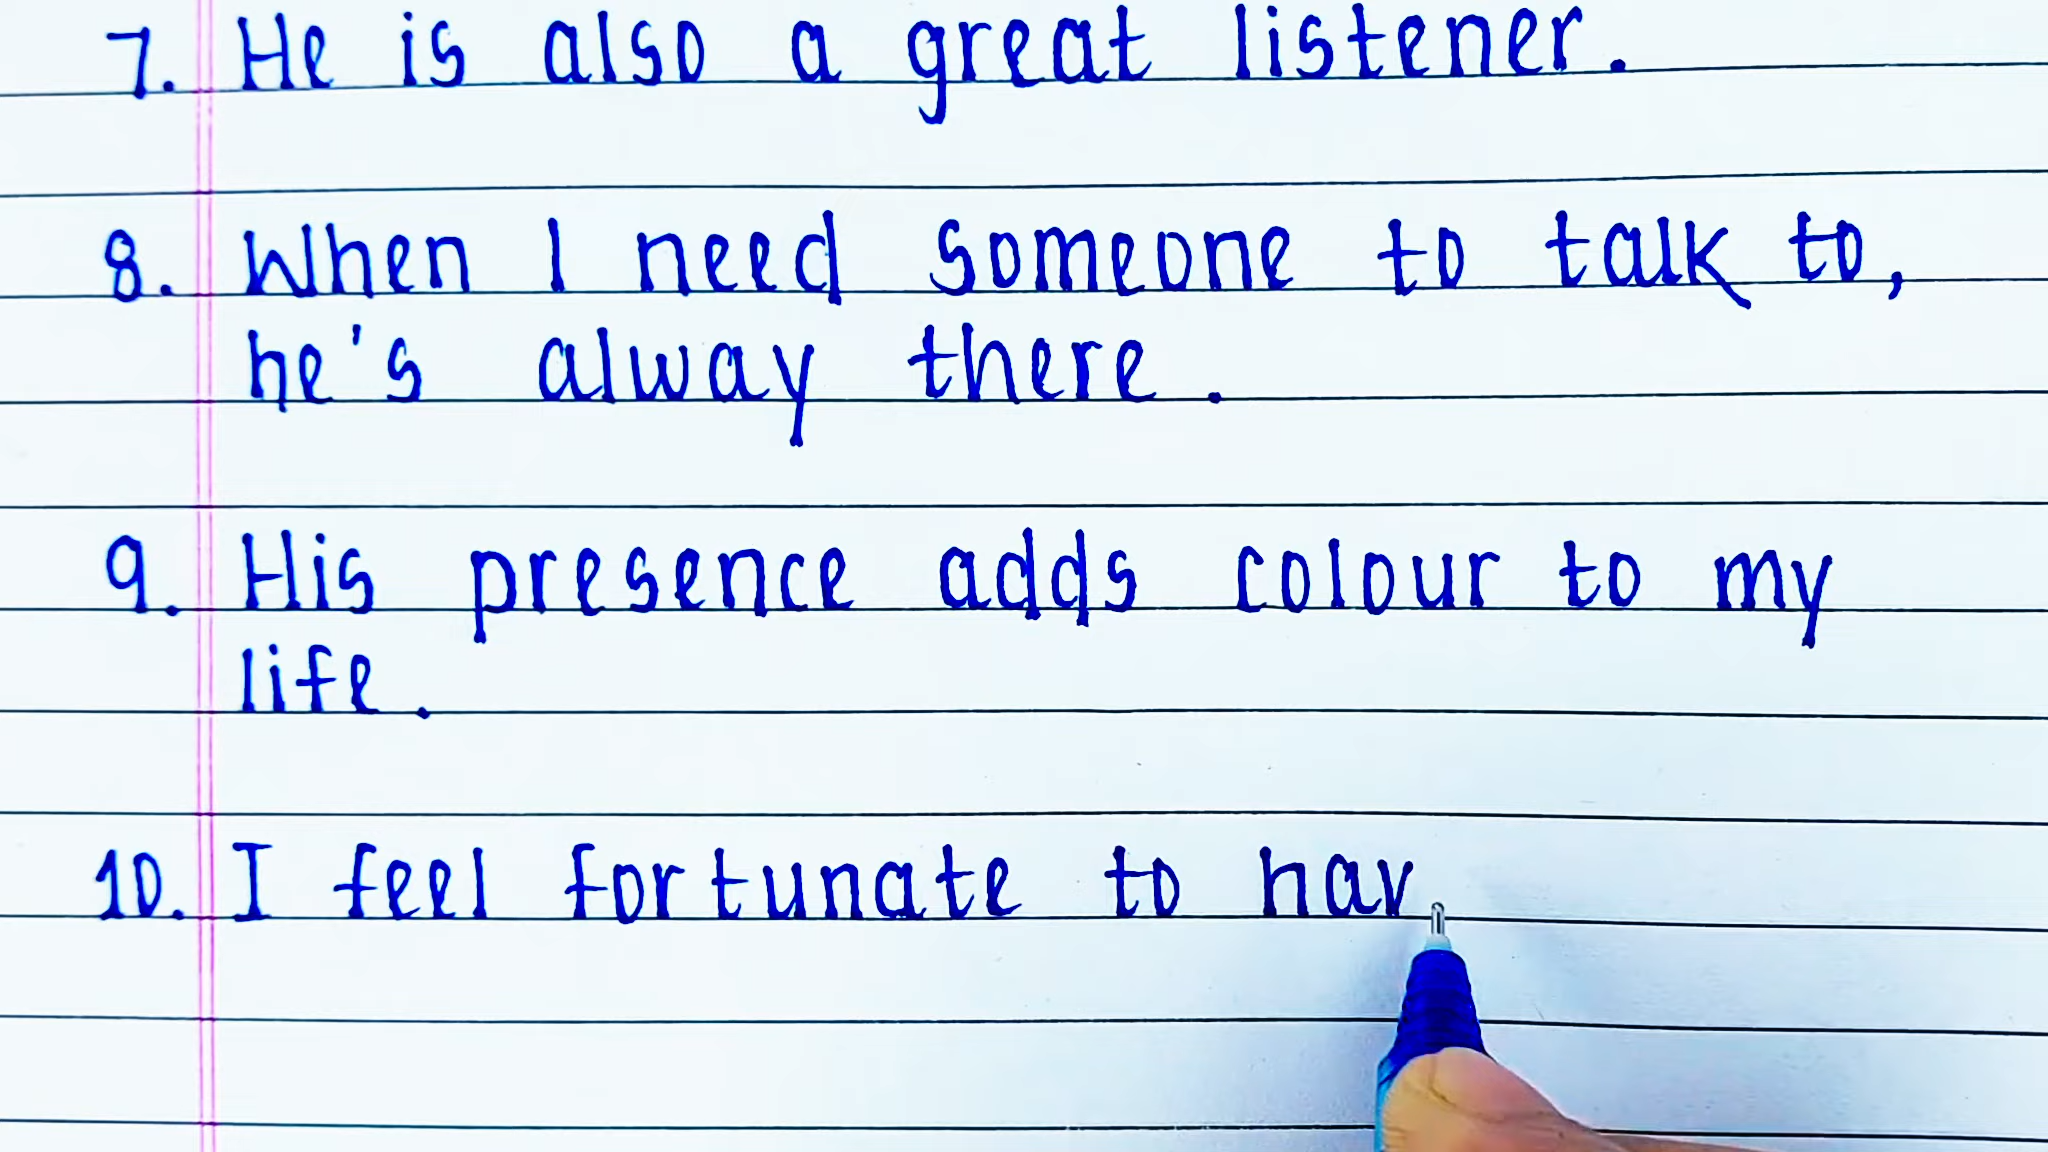 7. He is also a great listener.
8. When I need someone to talk to,
he's alway there.
9. His presence adds colour to my
life.
10. I feel fortunate to hav